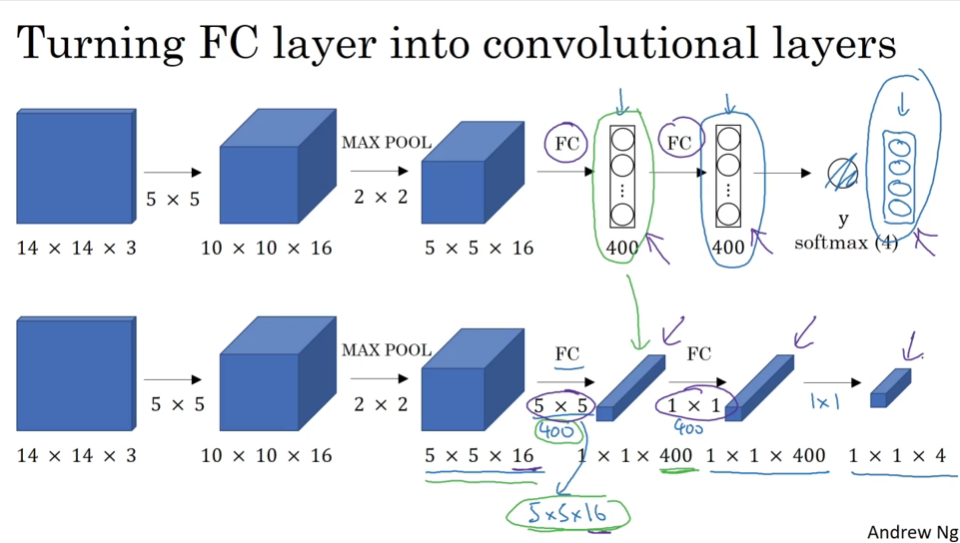 Turning FC layer into convolutional layers
MAX POOL FC FC
5 × 5 2 × 2 ⋮ ⋮ y
14 × 14 × 3 10 × 10 × 16 5 × 5 × 16 400 400 softmax (4)
MAX POOL FC FC
5 × 5 2 × 2 5 × 5 1 × 1 1×1
400 400
14 × 14 × 3 10 × 10 × 16 5 × 5 × 16 1 × 1 × 400 1 × 1 × 400 1 × 1 × 4
5×5×16
Andrew Ng